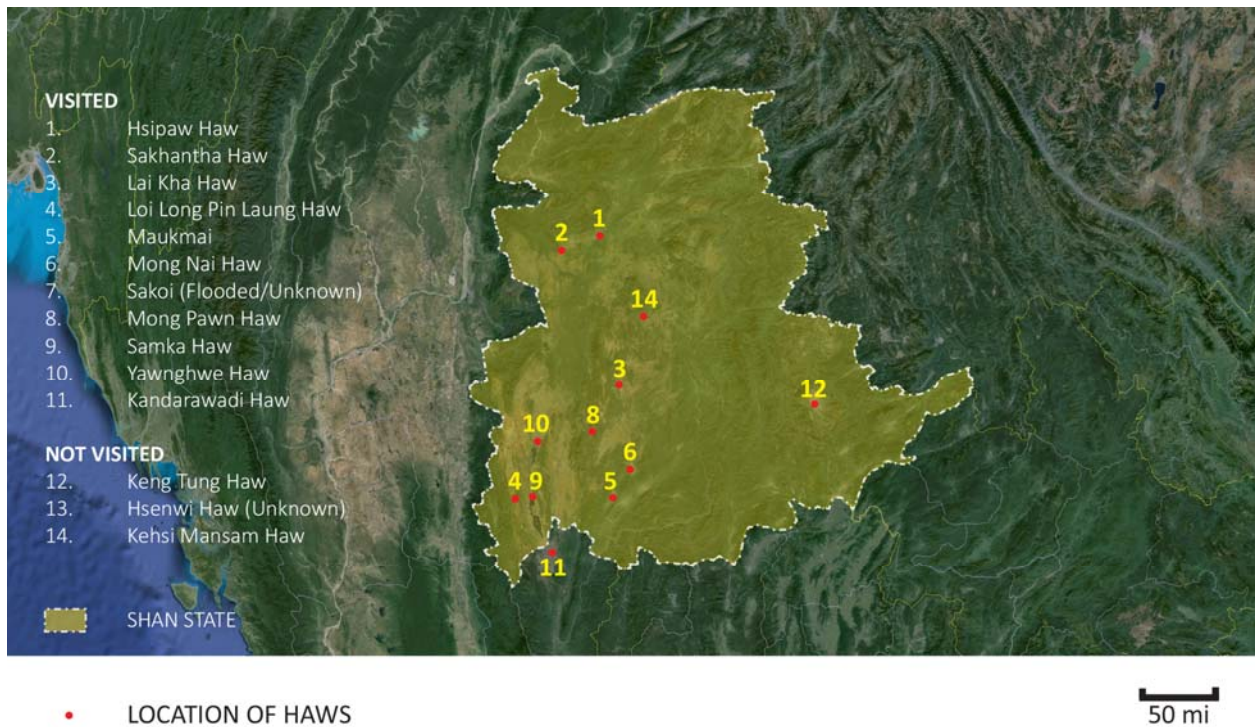 VISITED
1. Hsipaw Haw
2. Sakhantha Haw
3. Lai Kha Haw
4. Loi Long Pin Laung Haw
5. Maukmai
6. Mong Nai Haw
7. Sakoi (Flooded/Unknown)
8. Mong Pawn Haw
9. Samka Haw
10. Yawnghwe Haw
11. Kandarawadi Haw
NOT VISITED
12. Keng Tung Haw
13. Hsenwi Haw (Unknown)
14. Kehsi Mansam Haw
SHAN STATE
1
2
14
3
12
8
10
6
4 9 5
11
LOCATION OF HAWS
50 mi